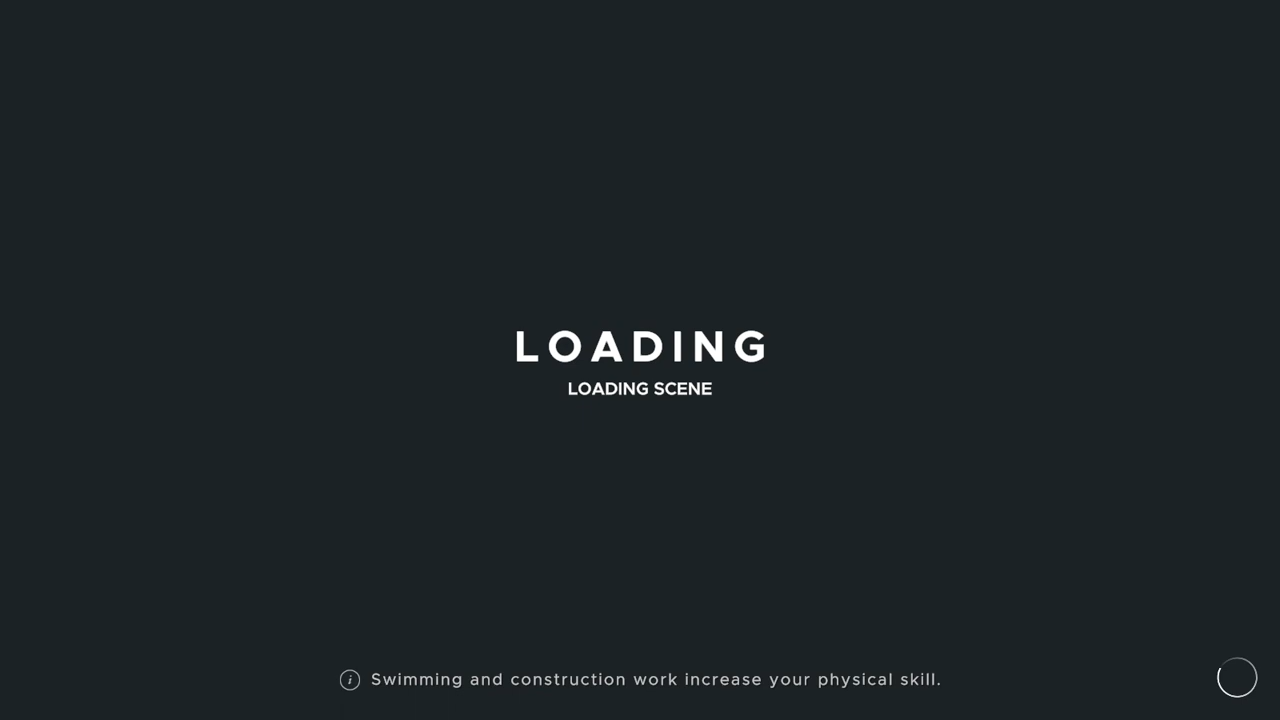 LOADING
LOADING SCENE
Swimming and construction work increase your physical skill.